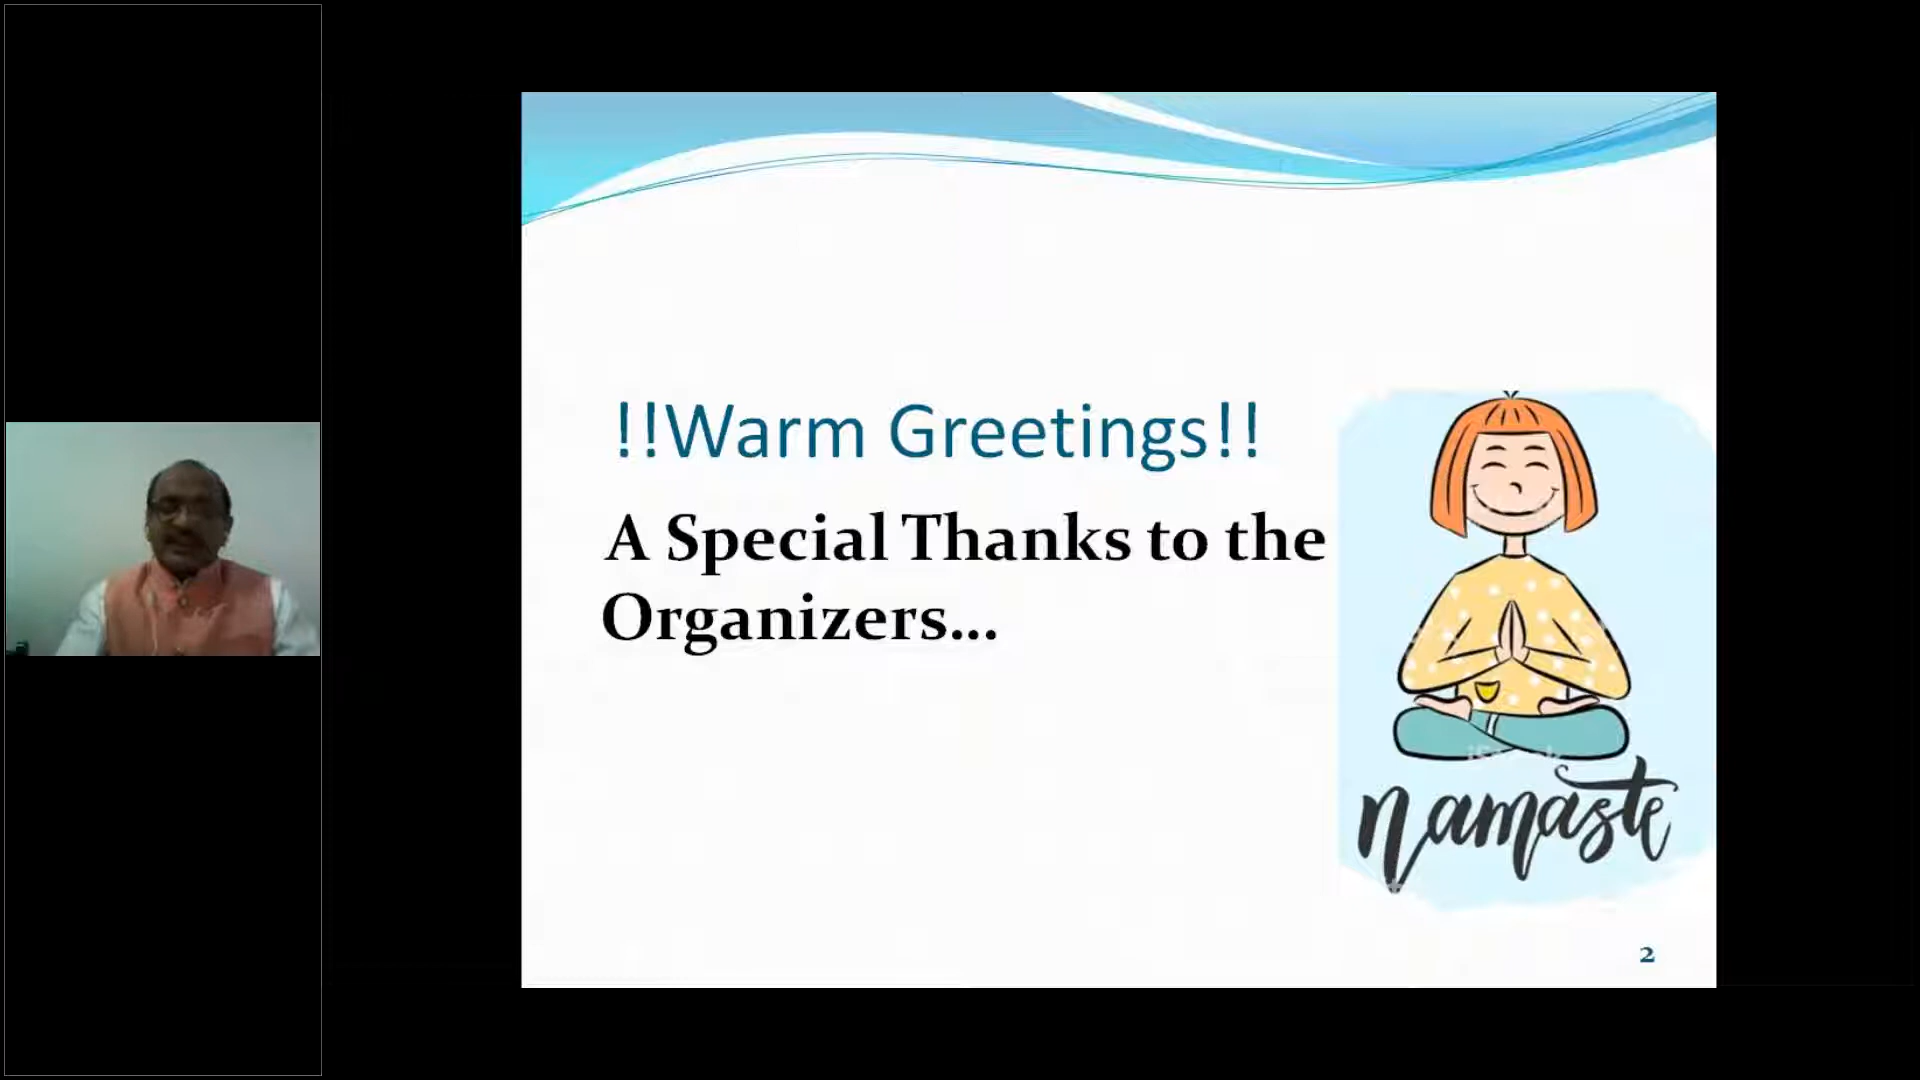 !!Warm Greetings!!
A Special Thanks to the
Organizers...
namaste
2